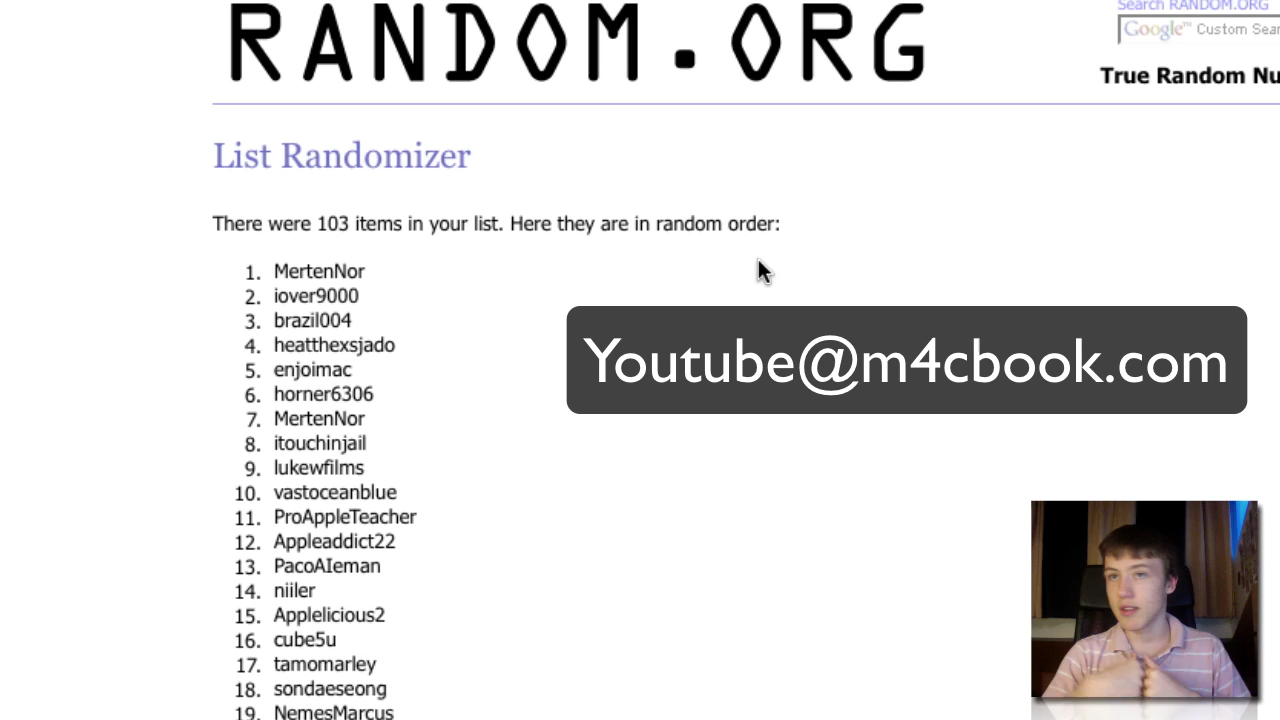 Search RANDOM.ORG
RANDOM.ORG
Google™ Custom Sear
True Random Nu
List Randomizer
There were 103 items in your list. Here they are in random order:
1. MertenNor
2. iover9000
3. brazil004
4. heatthexsjado
5. enjoimac
6. horner6306
7. MertenNor
8. itouchinjail
9. lukewfilms
10. vastoceanblue
11. ProAppleTeacher
12. Appleaddict22
13. PacoAIeman
14. niiler
15. Applelicious2
16. cube5u
17. tamomarley
18. sondaeseong
19. NemesMarcus
Youtube@m4cbook.com